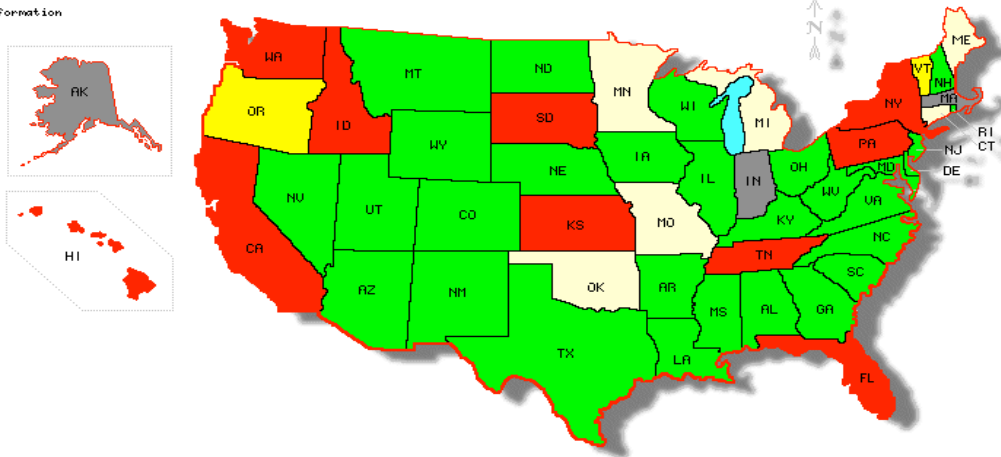 formation
N
ME
WA
VT
NH
MT
ND
MN
AK
MA
WI
NY
OR
MI
SD
ID
RI
PA
CT
WY
NJ
IA
OH
MD
NE
DE
IL
IN
WV
NV
VA
UT
CO
KY
MO
KS
NC
CA
HI
TN
SC
OK
AR
AZ
NM
MS
AL
GA
TX
LA
FL